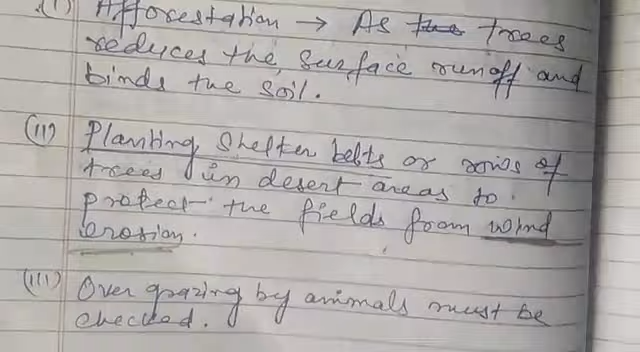 (i) Afforestation → As the trees
reduces the surface runoff and
binds the soil.
(ii) Planting Shelter belts or rows of
trees in desert areas to
protect the fields from wind
erosion.
(iii) Over grazing by animals must be
checked.